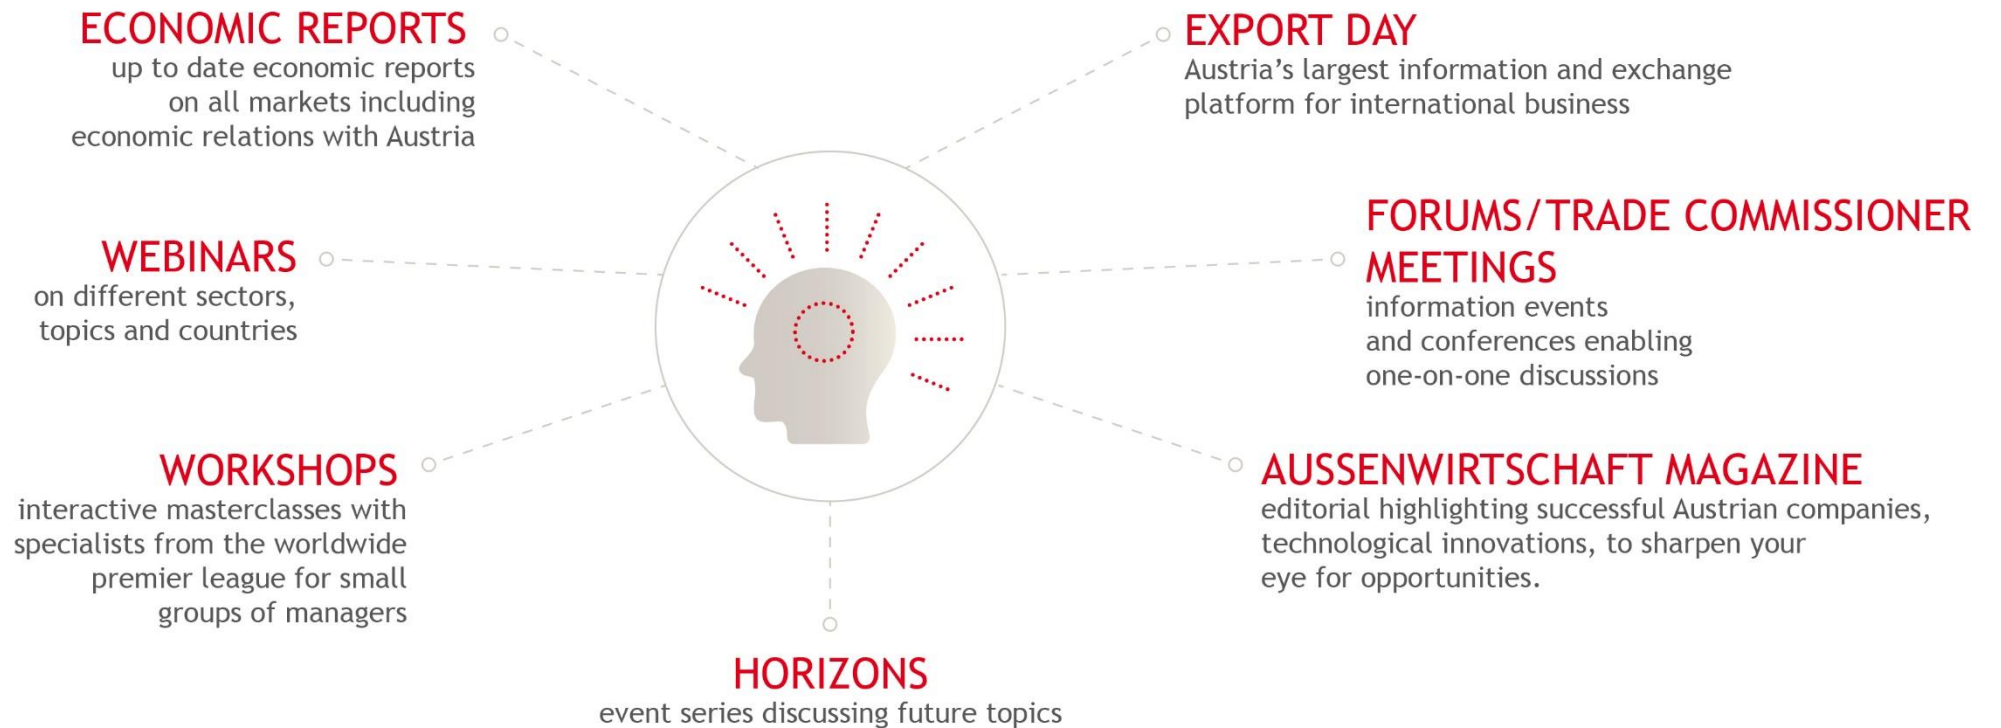 ECONOMIC REPORTS
up to date economic reports
on all markets including
economic relations with Austria
EXPORT DAY
Austria's largest information and exchange
platform for international business
WEBINARS
on different sectors,
topics and countries
FORUMS/TRADE COMMISSIONER
MEETINGS
information events
and conferences enabling
one-on-one discussions
WORKSHOPS
interactive masterclasses with
specialists from the worldwide
premier league for small
groups of managers
AUSSENWIRTSCHAFT MAGAZINE
editorial highlighting successful Austrian companies,
technological innovations, to sharpen your
eye for opportunities.
HORIZONS
event series discussing future topics